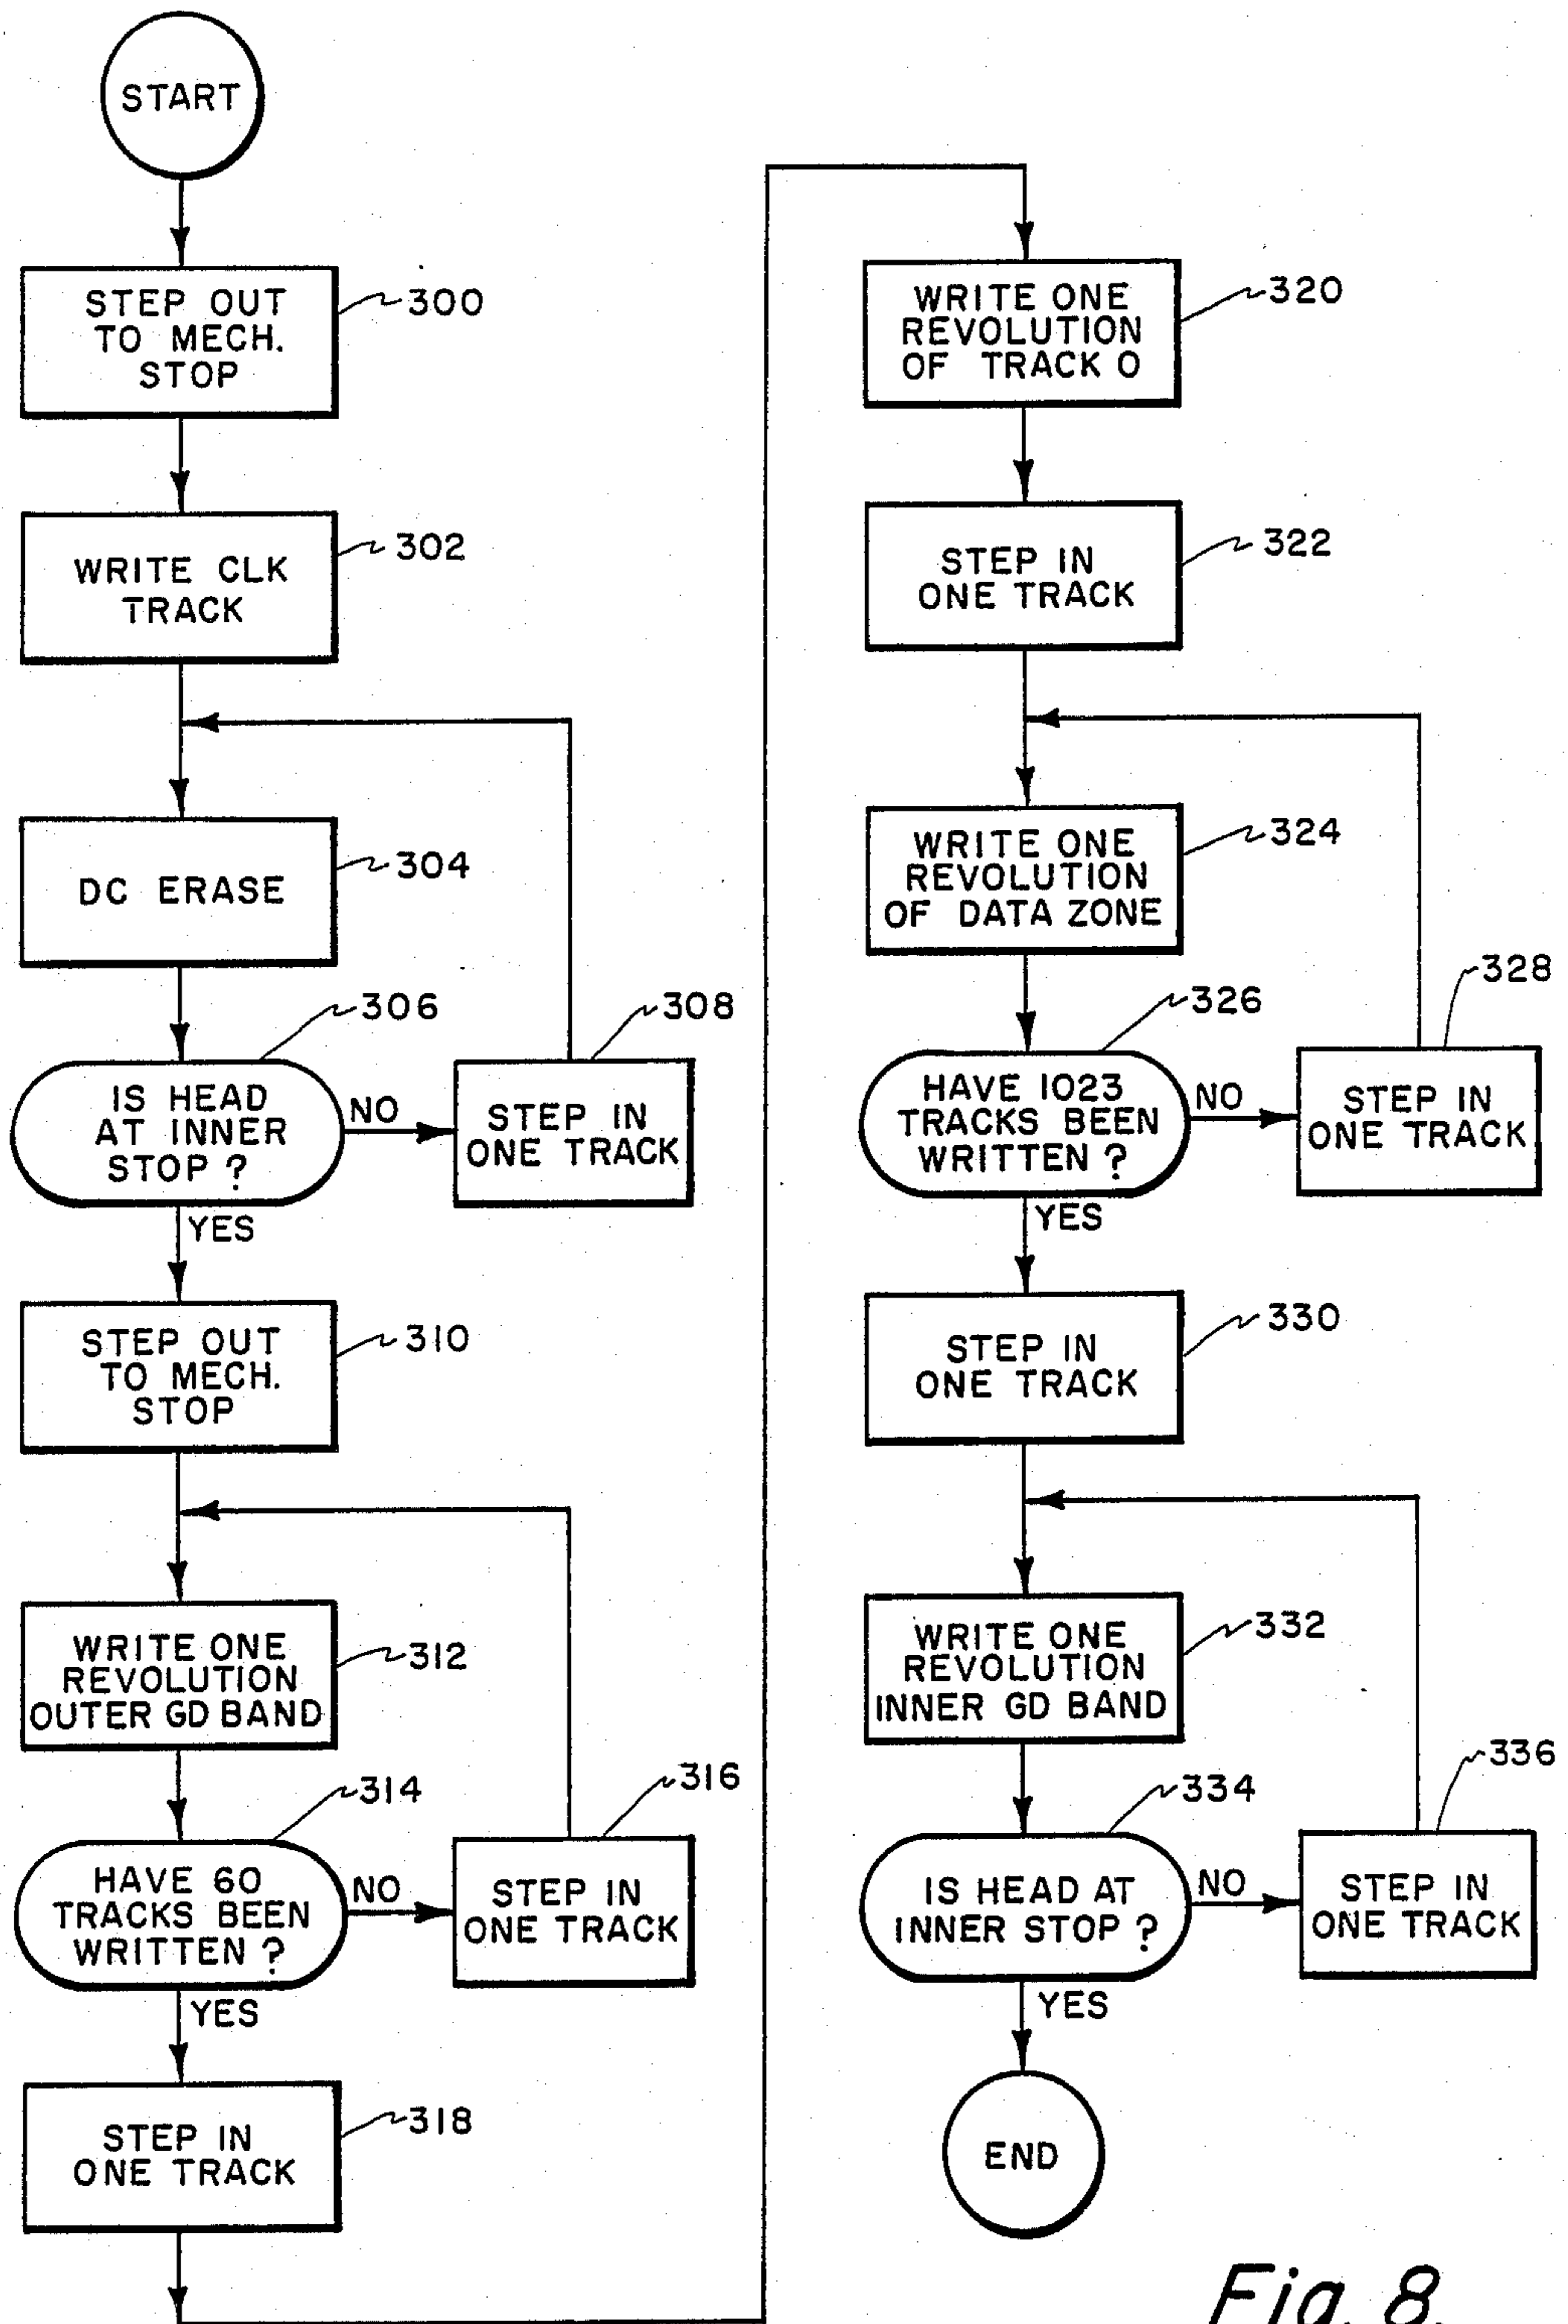 START
STEP OUT
TO MECH.
STOP
300
WRITE CLK
TRACK
302
DC ERASE
304
306
IS HEAD
AT INNER
STOP ?
NO
308
STEP IN
ONE TRACK
YES
STEP OUT
TO MECH.
STOP
310
WRITE ONE
REVOLUTION
OUTER GD BAND
312
314
HAVE 60
TRACKS BEEN
WRITTEN ?
NO
316
STEP IN
ONE TRACK
YES
STEP IN
ONE TRACK
318
WRITE ONE
REVOLUTION
OF TRACK 0
320
STEP IN
ONE TRACK
322
WRITE ONE
REVOLUTION
OF DATA ZONE
324
326
HAVE 1023
TRACKS BEEN
WRITTEN ?
NO
328
STEP IN
ONE TRACK
YES
STEP IN
ONE TRACK
330
WRITE ONE
REVOLUTION
INNER GD BAND
332
334
IS HEAD AT
INNER STOP ?
NO
336
STEP IN
ONE TRACK
YES
END
Fig. 8.